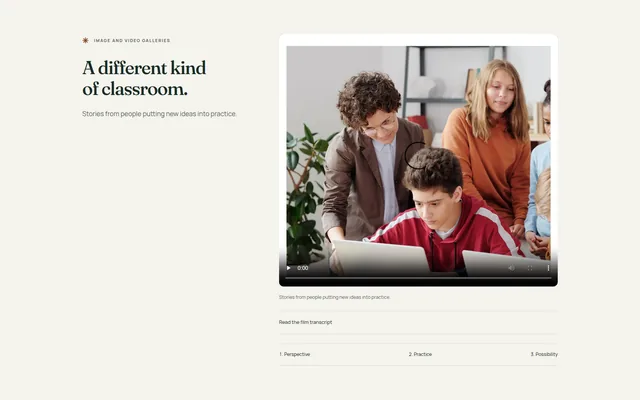 IMAGE AND VIDEO GALLERIES
A different kind
of classroom.
Stories from people putting new ideas into practice.
0:00
Stories from people putting new ideas into practice.
Read the film transcript
1. Perspective
2. Practice
3. Possibility